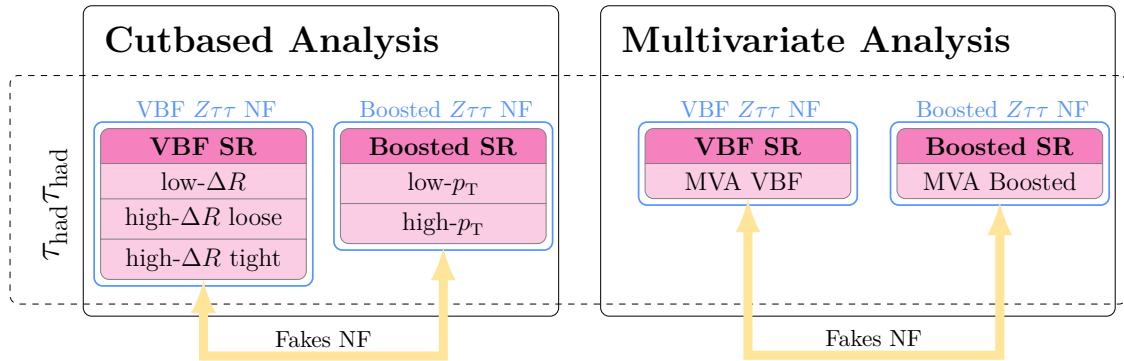 Cutbased Analysis
Multivariate Analysis
τhad τhad
VBF Zττ NF
Boosted Zττ NF
VBF SR
low-ΔR
high-ΔR loose
high-ΔR tight
Boosted SR
low-pT
high-pT
Fakes NF
VBF Zττ NF
Boosted Zττ NF
VBF SR
MVA VBF
Boosted SR
MVA Boosted
Fakes NF